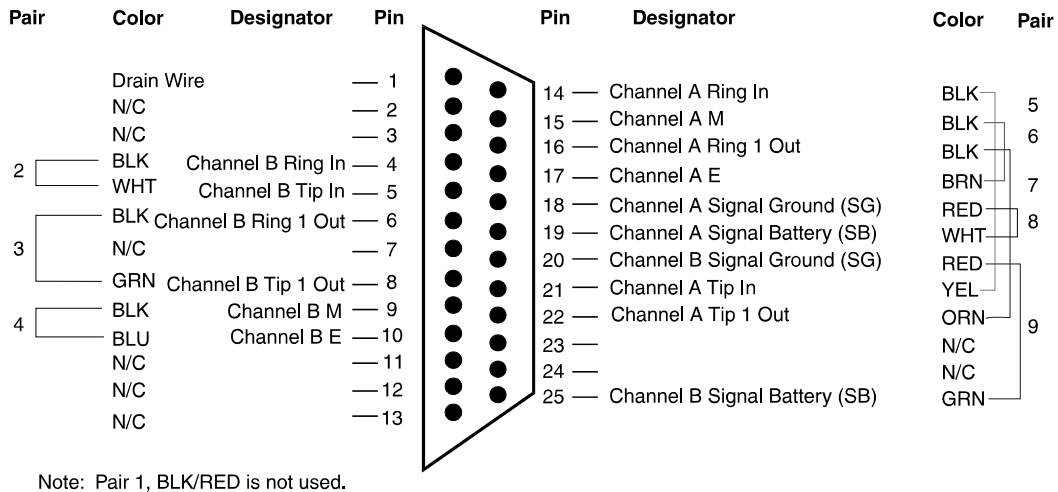 Pair Color Designator Pin Pin Designator Color Pair
Drain Wire 1
N/C 2
N/C 3
2 BLK Channel B Ring In 4
WHT Channel B Tip In 5
3 BLK Channel B Ring 1 Out 6
N/C 7
GRN Channel B Tip 1 Out 8
4 BLK Channel B M 9
BLU Channel B E 10
N/C 11
N/C 12
N/C 13
14 Channel A Ring In BLK 5
15 Channel A M BLK 6
16 Channel A Ring 1 Out BLK
17 Channel A E BRN 7
18 Channel A Signal Ground (SG) RED 8
19 Channel A Signal Battery (SB) WHT
20 Channel B Signal Ground (SG) RED
21 Channel A Tip In YEL
22 Channel A Tip 1 Out ORN 9
23 N/C
24 N/C
25 Channel B Signal Battery (SB) GRN
Note: Pair 1, BLK/RED is not used.